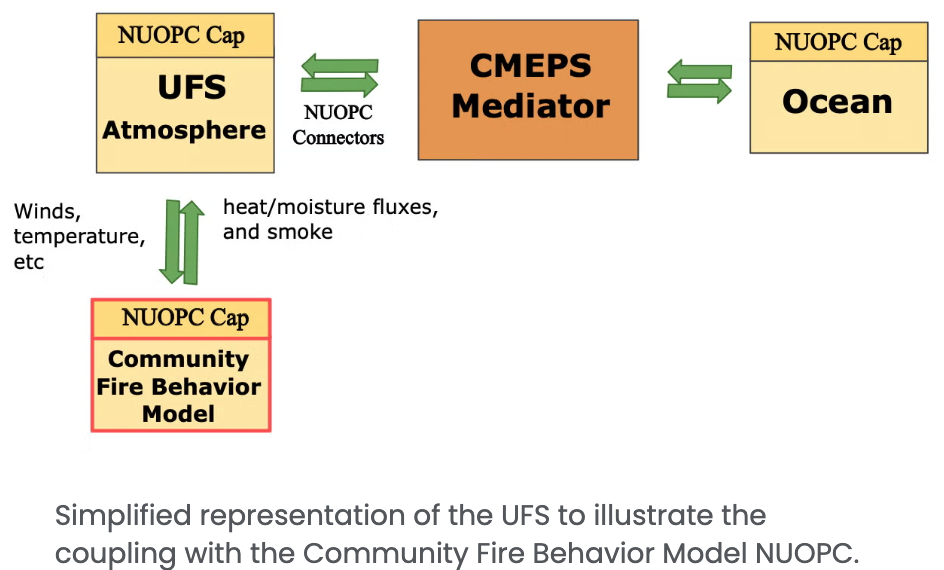 NUOPC Cap
UFS
Atmosphere
NUOPC
Connectors
CMEPS
Mediator
NUOPC Cap
Ocean
Winds,
temperature,
etc
heat/moisture fluxes,
and smoke
NUOPC Cap
Community
Fire Behavior
Model
Simplified representation of the UFS to illustrate the
coupling with the Community Fire Behavior Model NUOPC.